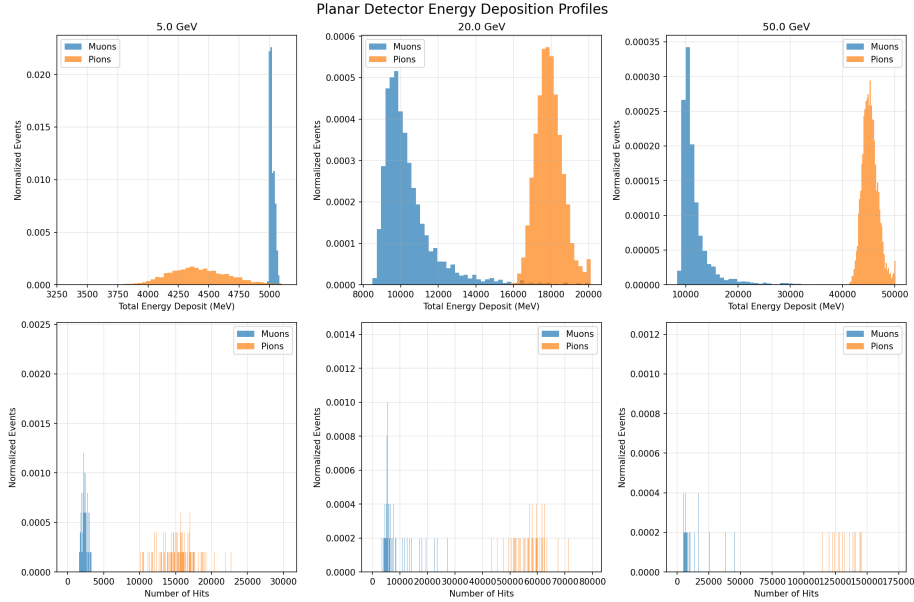 Planar Detector Energy Deposition Profiles
5.0 GeV
Normalized Events
0.020
0.015
0.010
0.005
0.000
Muons
Pions
3250 3500 3750 4000 4250 4500 4750 5000
Total Energy Deposit (MeV)
20.0 GeV
Normalized Events
0.0006
0.0005
0.0004
0.0003
0.0002
0.0001
0.0000
Muons
Pions
8000 10000 12000 14000 16000 18000 20000
Total Energy Deposit (MeV)
50.0 GeV
Normalized Events
0.00035
0.00030
0.00025
0.00020
0.00015
0.00010
0.00005
0.00000
Muons
Pions
10000 20000 30000 40000 50000
Total Energy Deposit (MeV)
Normalized Events
0.0025
0.0020
0.0015
0.0010
0.0005
0.0000
Muons
Pions
0 5000 10000 15000 20000 25000 30000
Number of Hits
Normalized Events
0.0014
0.0012
0.0010
0.0008
0.0006
0.0004
0.0002
0.0000
Muons
Pions
0 10000 20000 30000 40000 50000 60000 70000 80000
Number of Hits
Normalized Events
0.0012
0.0010
0.0008
0.0006
0.0004
0.0002
0.0000
Muons
Pions
0 25000 50000 75000 100000 125000 150000 175000
Number of Hits